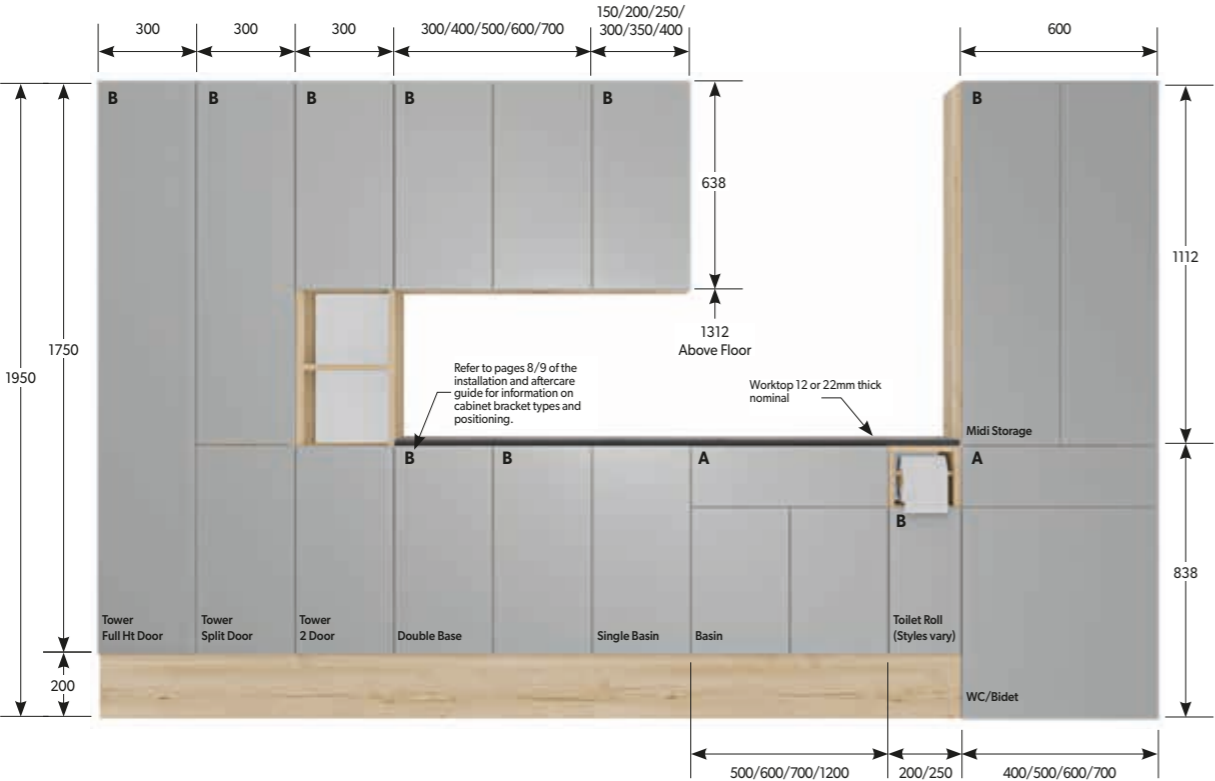 150/200/250/
300
300
300
300/400/500/600/700
300/350/400
600
B
B
B
B
B
B
638
1112
1750
1950
1312
Above Floor
Refer to pages 8/9 of the
installation and aftercare
guide for information on
cabinet bracket types and
positioning.
Worktop 12 or 22mm thick
nominal
Midi Storage
B
B
A
A
B
838
Tower
Full Ht Door
Tower
Split Door
Tower
2 Door
Double Base
Single Basin
Basin
Toilet Roll
(Styles vary)
200
WC/Bidet
500/600/700/1200
200/250
400/500/600/700